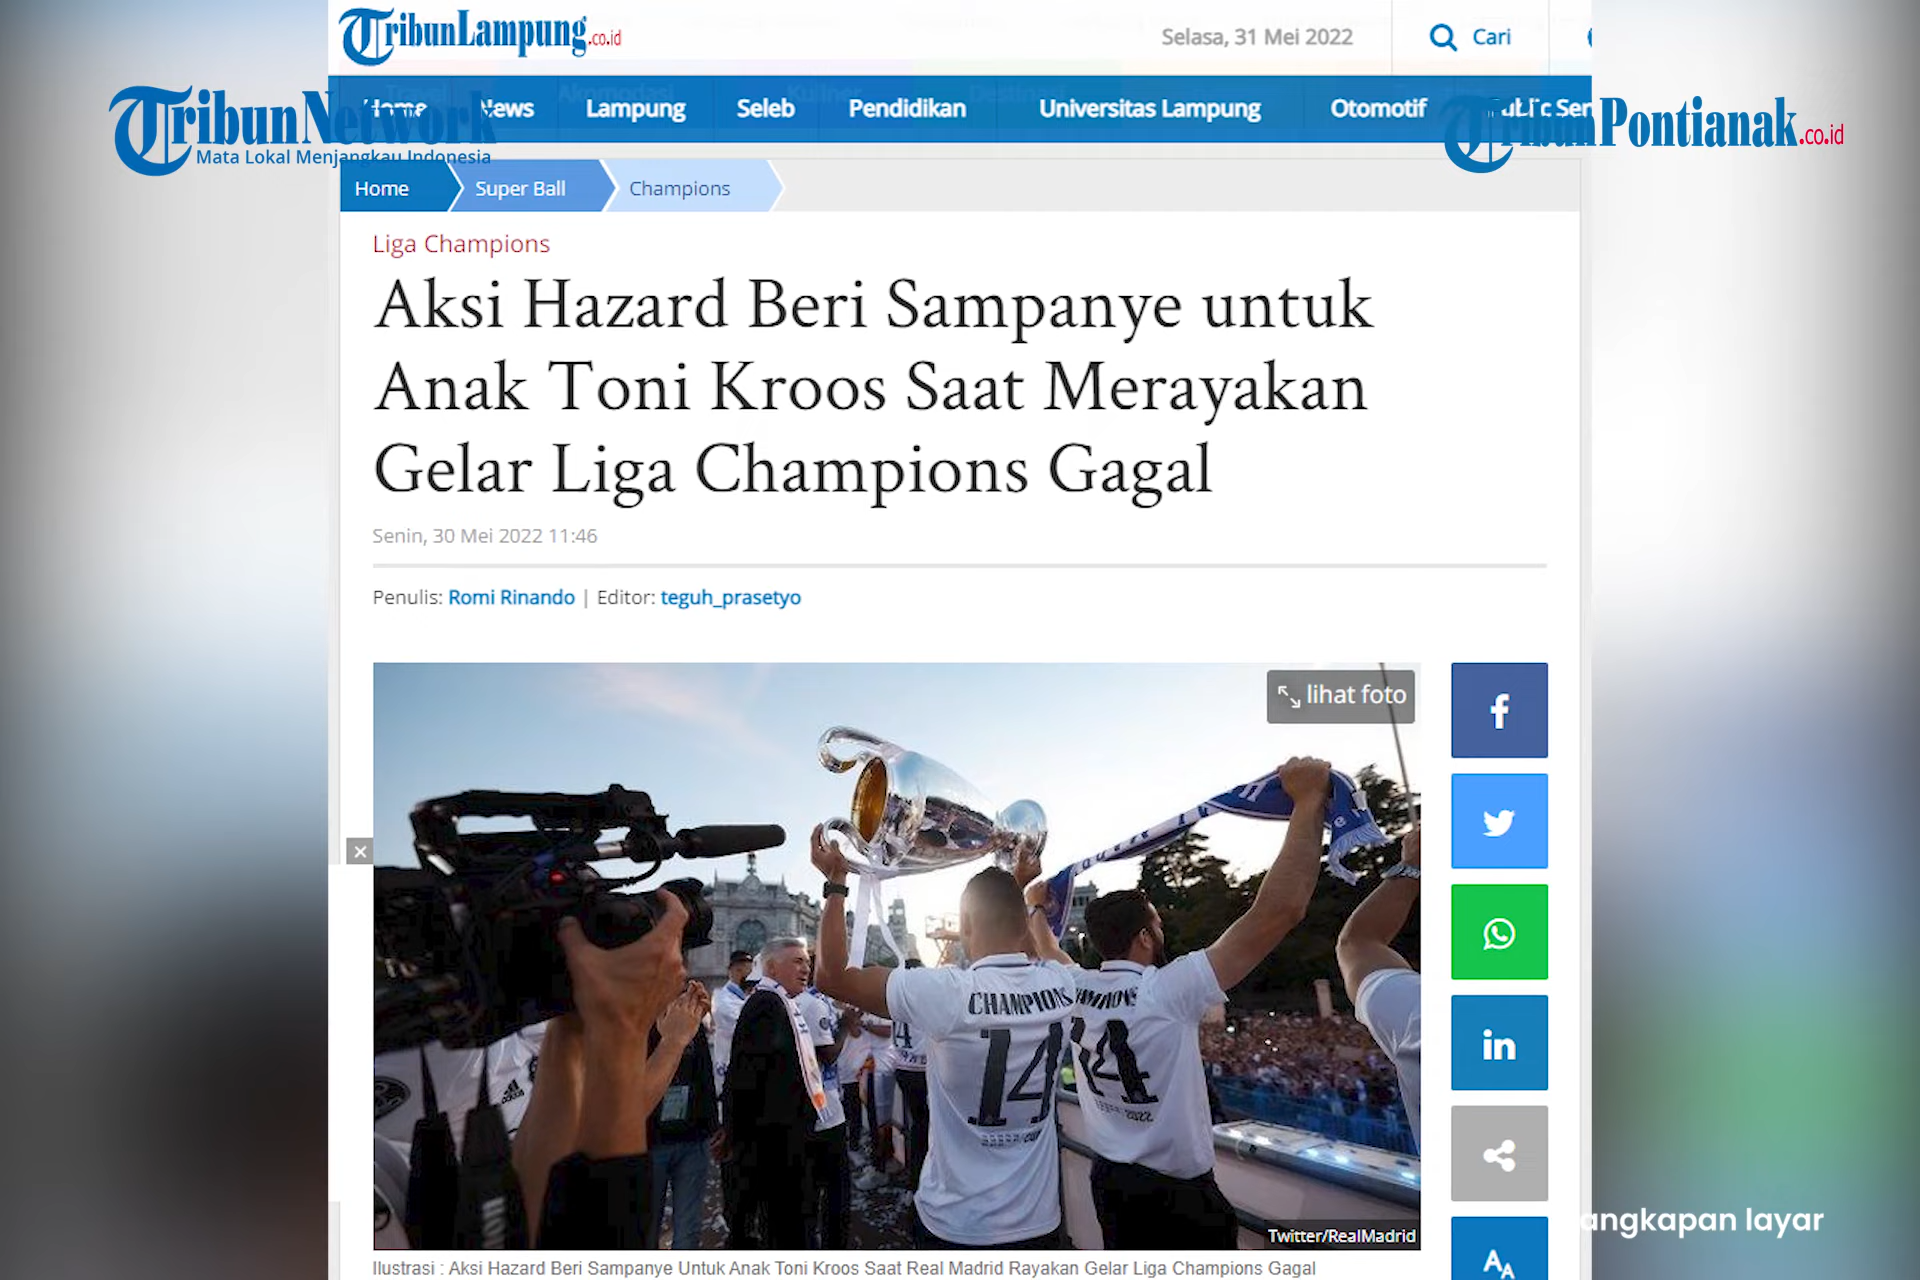 TribunLampung.co.id
Selasa, 31 Mei 2022
Cari
TribunNetwork
Mata Lokal Menjangkau Indonesia
TribunPontianak.co.id
Home News Lampung Seleb Pendidikan Universitas Lampung Otomotif
Home Super Ball Champions
Liga Champions
Aksi Hazard Beri Sampanye untuk
Anak Toni Kroos Saat Merayakan
Gelar Liga Champions Gagal
Senin, 30 Mei 2022 11:46
Penulis: Romi Rinando | Editor: teguh_prasetyo
lihat foto
CHAMPIONS
14
14
Twitter/RealMadrid
angkapan layar
Ilustrasi : Aksi Hazard Beri Sampanye Untuk Anak Toni Kroos Saat Real Madrid Rayakan Gelar Liga Champions Gagal